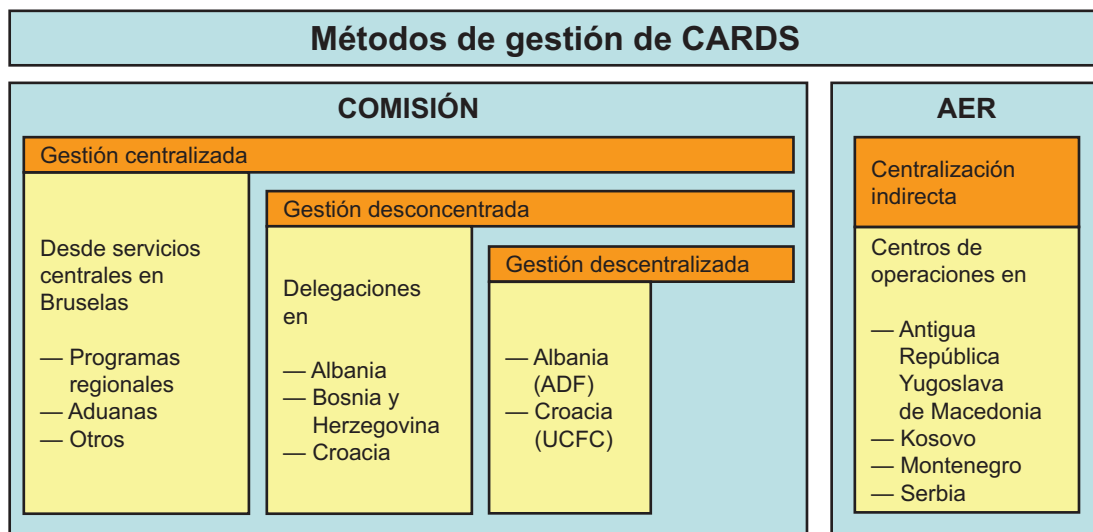 Métodos de gestión de CARDS
COMISIÓN
Gestión centralizada
Desde servicios
centrales en
Bruselas
— Programas
regionales
— Aduanas
— Otros
Gestión desconcentrada
Delegaciones
en
— Albania
— Bosnia y
Herzegovina
— Croacia
Gestión descentralizada
— Albania
(ADF)
— Croacia
(UCFC)
AER
Centralización
indirecta
Centros de
operaciones en
— Antigua
República
Yugoslava
de Macedonia
— Kosovo
— Montenegro
— Serbia